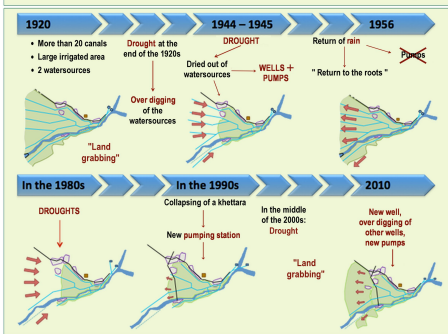 1920
1944 – 1945
1956
• More than 20 canals
• Large irrigated area
• 2 watersources
Drought at the
end of the 1920s
Over digging
of the
watersources
"Land
grabbing"
DROUGHT
Dried out of
watersources
WELLS +
PUMPS
Return of rain
Pumps
" Return to the roots "
In the 1980s
In the 1990s
2010
DROUGHTS
Collapsing of a khettara
New pumping station
In the middle
of the 2000s:
Drought
"Land
grabbing"
New well,
over digging of
other wells,
new pumps